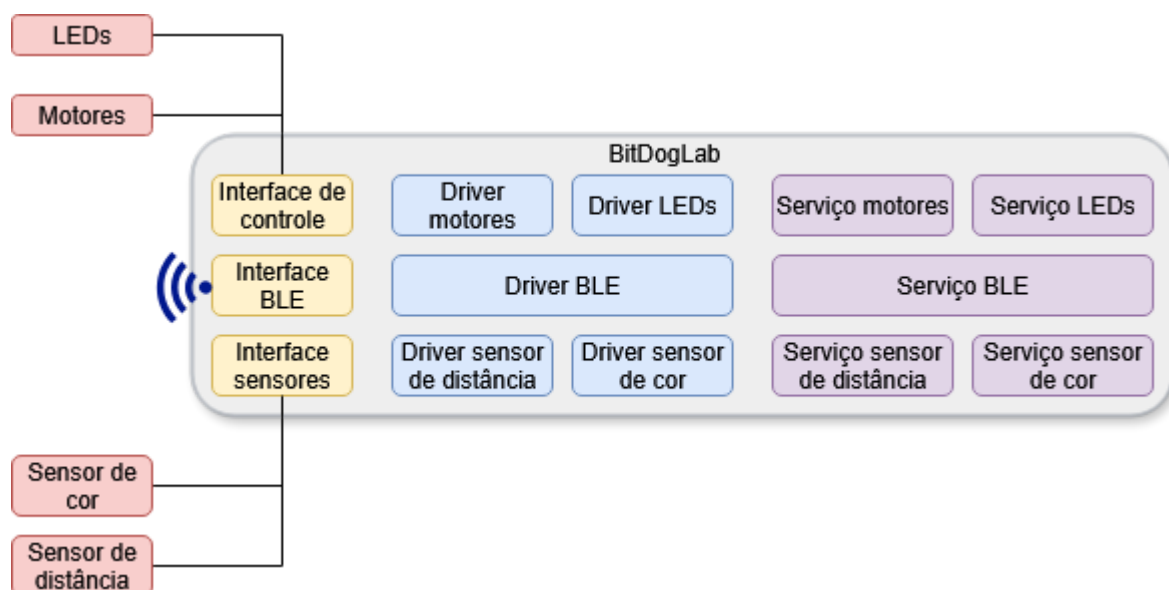 LEDs
Motores
BitDogLab
Interface de
controle
Driver
motores
Driver LEDs
Serviço motores
Serviço LEDs
Interface
BLE
Driver BLE
Serviço BLE
Interface
sensores
Driver sensor
de distância
Driver sensor
de cor
Serviço sensor
de distância
Serviço sensor
de cor
Sensor de
cor
Sensor de
distância